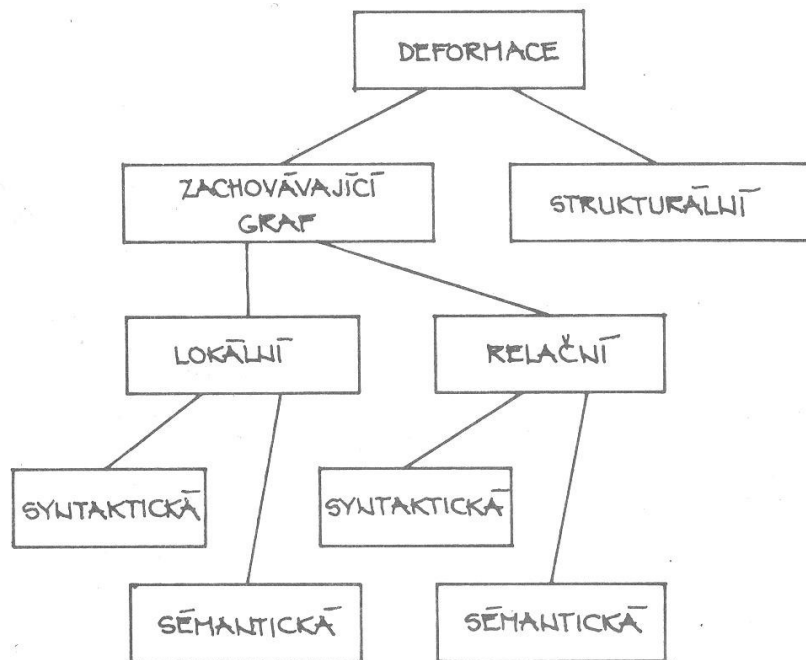 DEFORMACE
ZACHOVÁVAJÍCÍ
GRAF
STRUKTURÁLNÍ
LOKÁLNÍ
RELAČNÍ
SYNTAKTICKÁ
SYNTAKTICKÁ
SÉMANTICKÁ
SÉMANTICKÁ